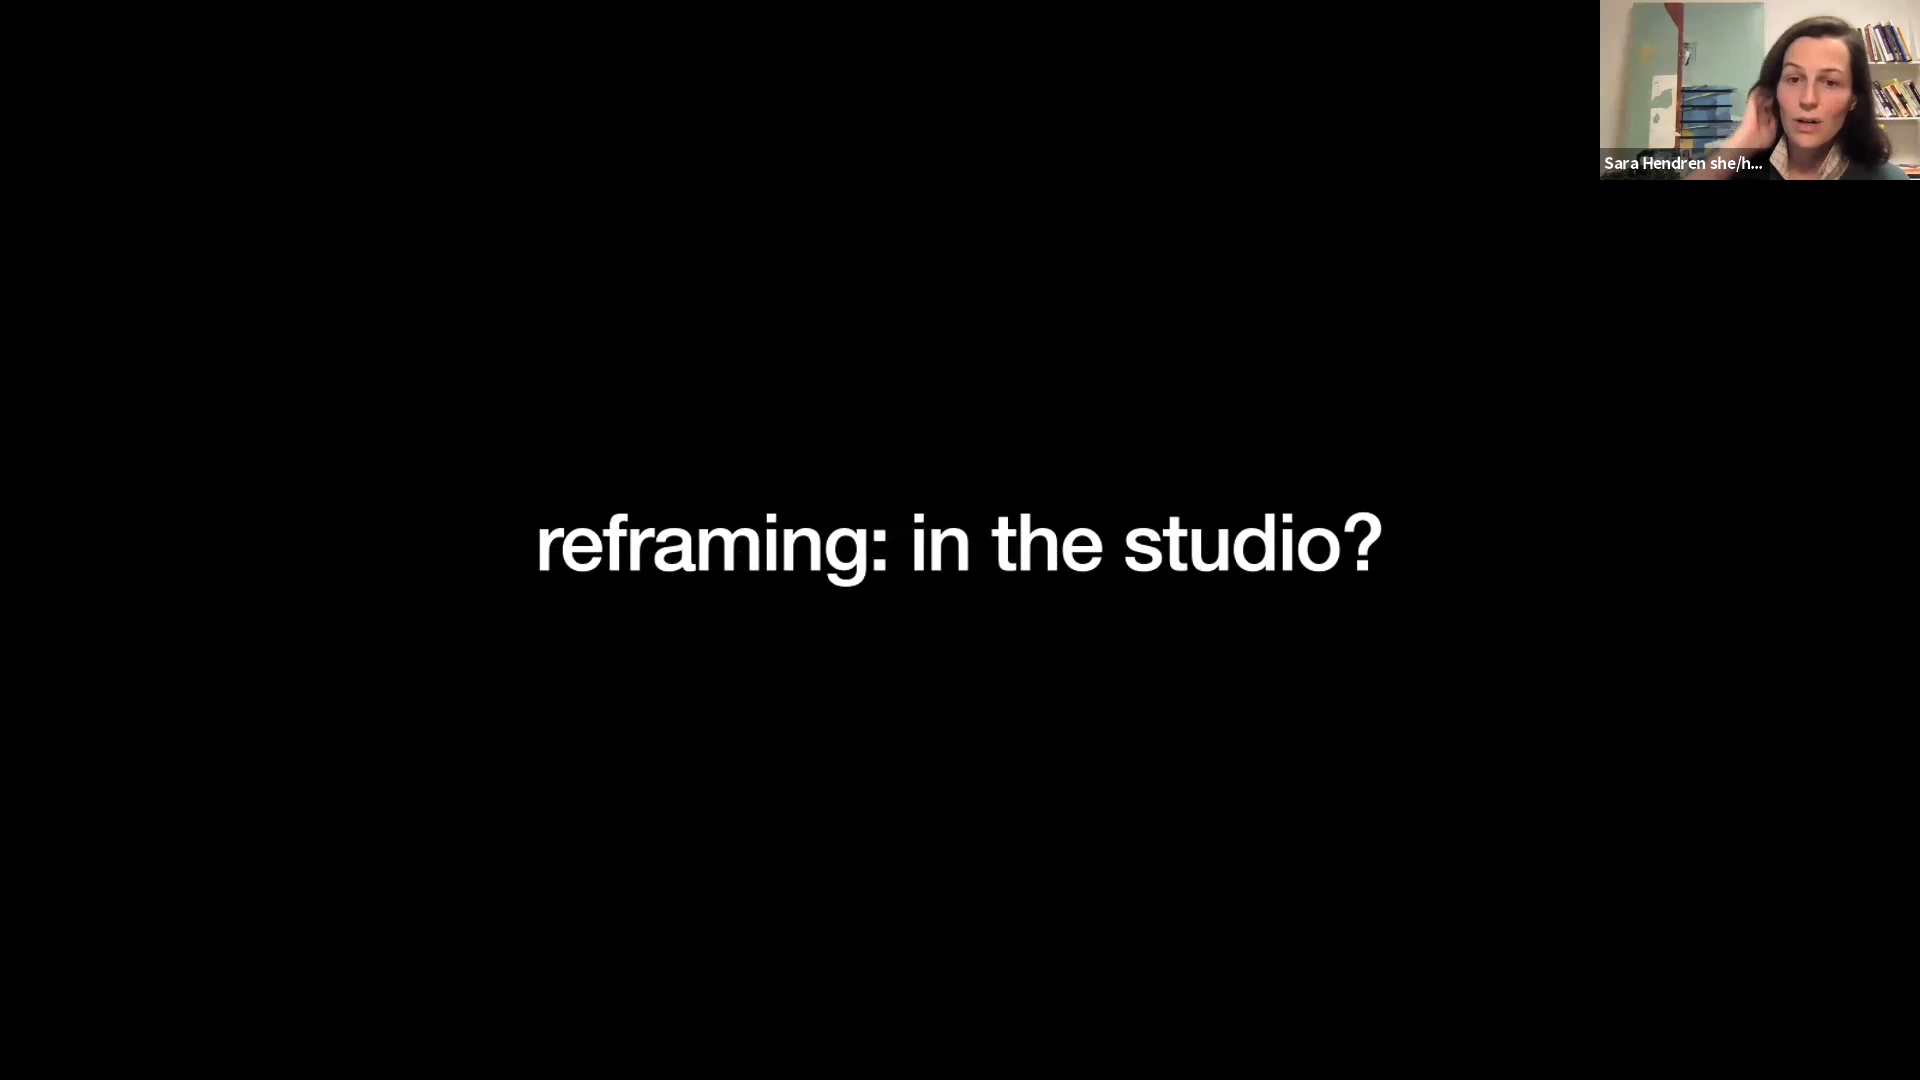 Sara Hendren she/h...
reframing: in the studio?